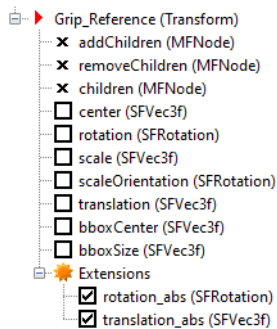 Grip_Reference (Transform)
addChildren (MFNode)
removeChildren (MFNode)
children (MFNode)
center (SFVec3f)
rotation (SFRotation)
scale (SFVec3f)
scaleOrientation (SFRotation)
translation (SFVec3f)
bboxCenter (SFVec3f)
bboxSize (SFVec3f)
Extensions
rotation_abs (SFRotation)
translation_abs (SFVec3f)